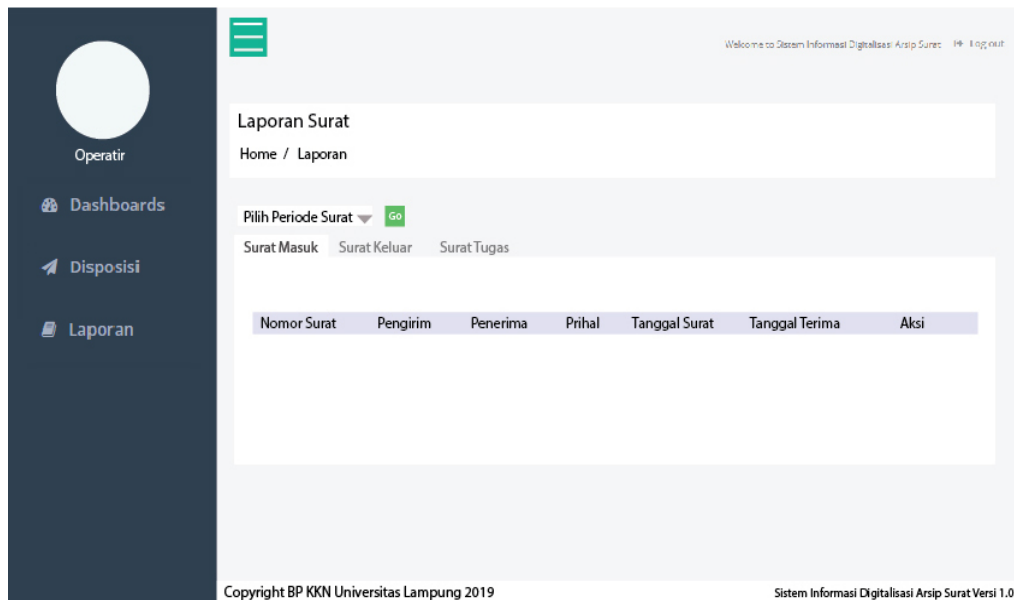 Welcome to Sistem Informasi Digitalisasi Arsip Surat Log out
Operatir
Dashboards
Disposisi
Laporan
Laporan Surat
Home / Laporan
Pilih Periode Surat Go
Surat Masuk Surat Keluar Surat Tugas
Nomor Surat Pengirim Penerima Prihal Tanggal Surat Tanggal Terima Aksi
Copyright BP KKN Universitas Lampung 2019 Sistem Informasi Digitalisasi Arsip Surat Versi 1.0